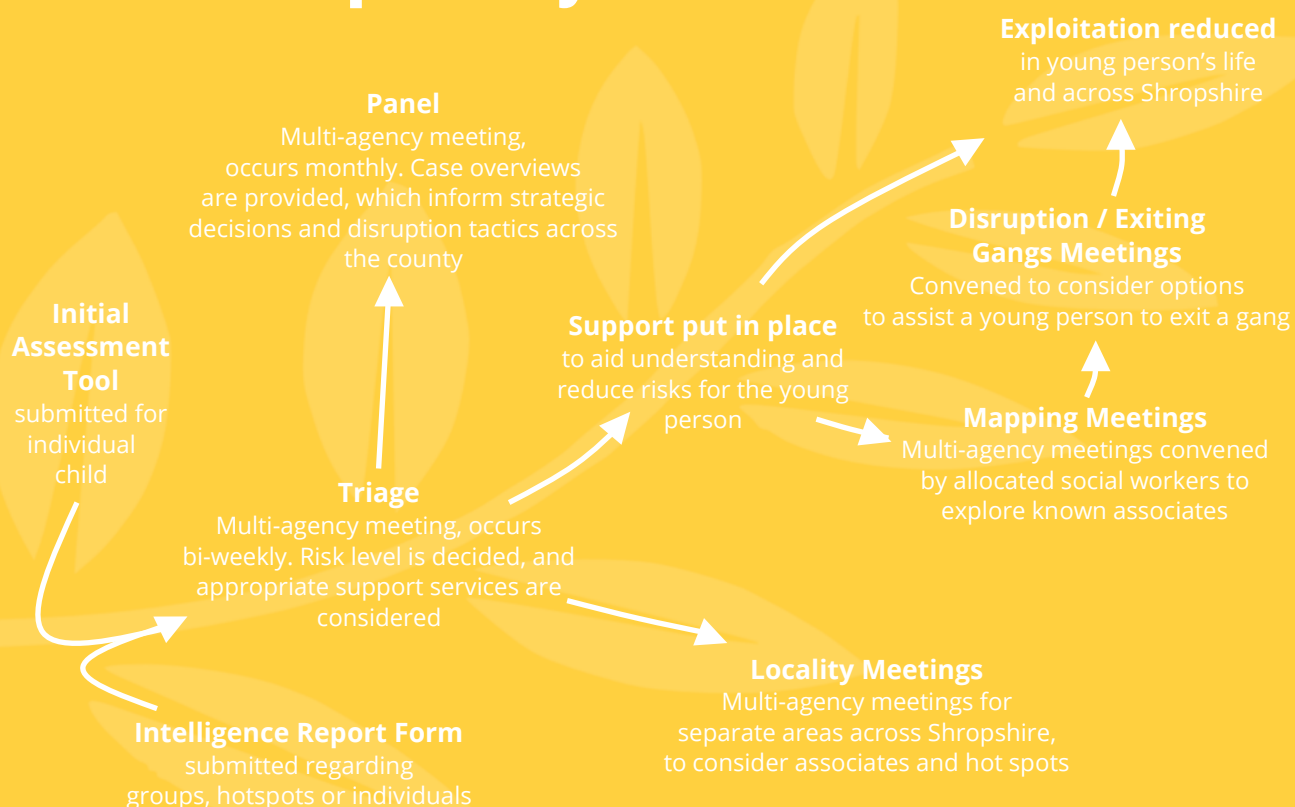 Exploitation reduced
in young person's life
and across Shropshire
Panel
Multi-agency meeting,
occurs monthly. Case overviews
are provided, which inform strategic
decisions and disruption tactics across
the county
Disruption / Exiting
Gangs Meetings
Convened to consider options
to assist a young person to exit a gang
Initial
Assessment
Tool
submitted for
individual
child
Support put in place
to aid understanding and
reduce risks for the young
person
Mapping Meetings
Multi-agency meetings convened
by allocated social workers to
explore known associates
Triage
Multi-agency meeting, occurs
bi-weekly. Risk level is decided, and
appropriate support services are
considered
Locality Meetings
Multi-agency meetings for
separate areas across Shropshire,
to consider associates and hot spots
Intelligence Report Form
submitted regarding
groups, hotspots or individuals